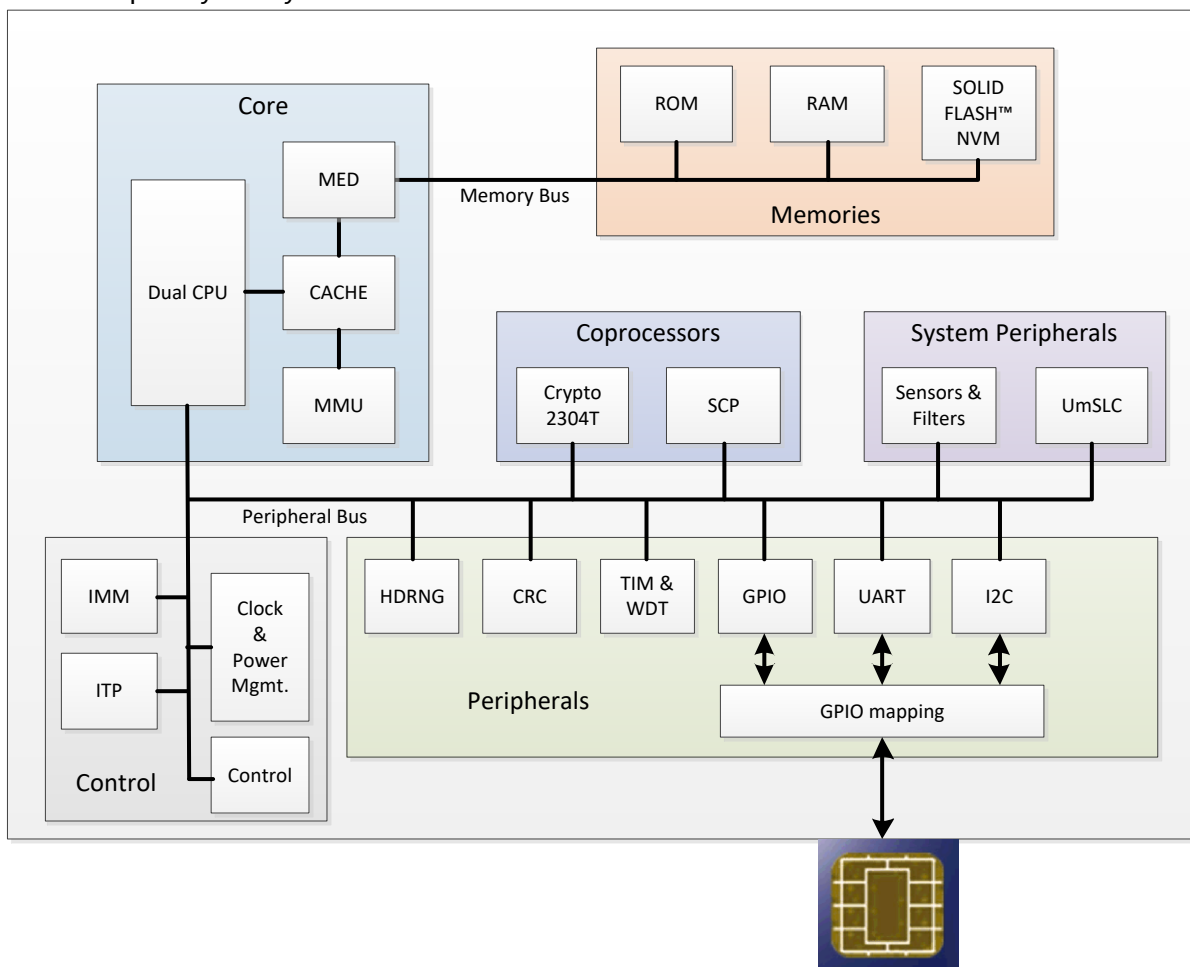 Core
MED
Dual CPU
CACHE
MMU
Memory Bus
ROM
RAM
SOLID
FLASH™
NVM
Memories
Coprocessors
Crypto
2304T
SCP
System Peripherals
Sensors &
Filters
UmSLC
Peripheral Bus
IMM
Clock
&
Power
Mgmt.
ITP
Control
Control
HDRNG
CRC
TIM &
WDT
GPIO
UART
I2C
Peripherals
GPIO mapping